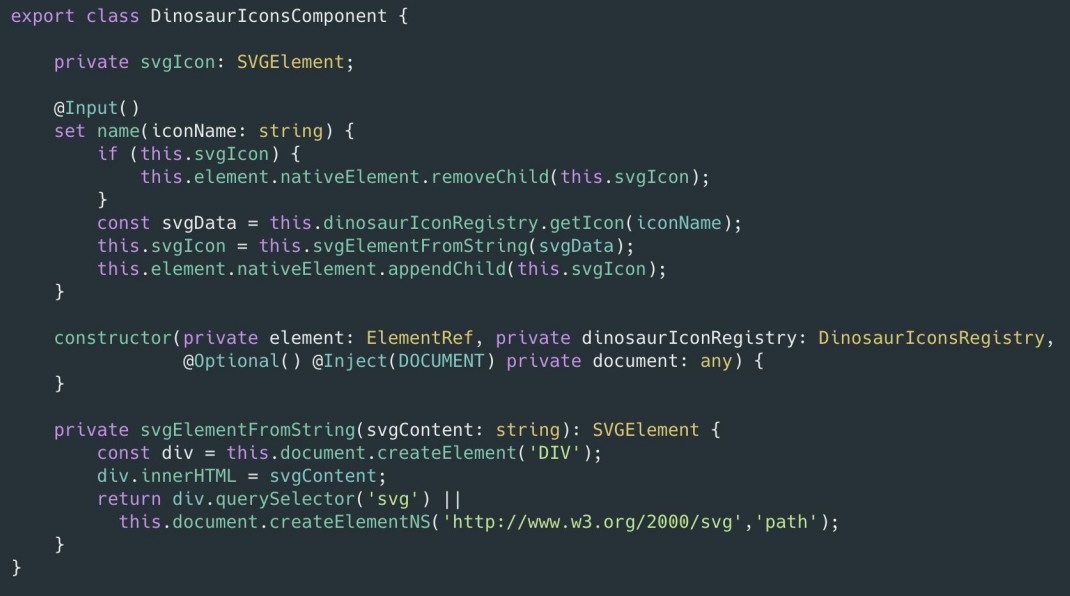 export class DinosaurIconsComponent {
private svgIcon: SVGElement;
@Input()
set name(iconName: string) {
if (this.svgIcon) {
this.element.nativeElement.removeChild(this.svgIcon);
}
const svgData = this.dinosaurIconRegistry.getIcon(iconName);
this.svgIcon = this.svgElementFromString(svgData);
this.element.nativeElement.appendChild(this.svgIcon);
}
constructor(private element: ElementRef, private dinosaurIconRegistry: DinosaurIconsRegistry,
@Optional() @Inject(DOCUMENT) private document: any) {
}
private svgElementFromString(svgContent: string): SVGElement {
const div = this.document.createElement('DIV');
div.innerHTML = svgContent;
return div.querySelector('svg') ||
this.document.createElementNS('http://www.w3.org/2000/svg','path');
}
}